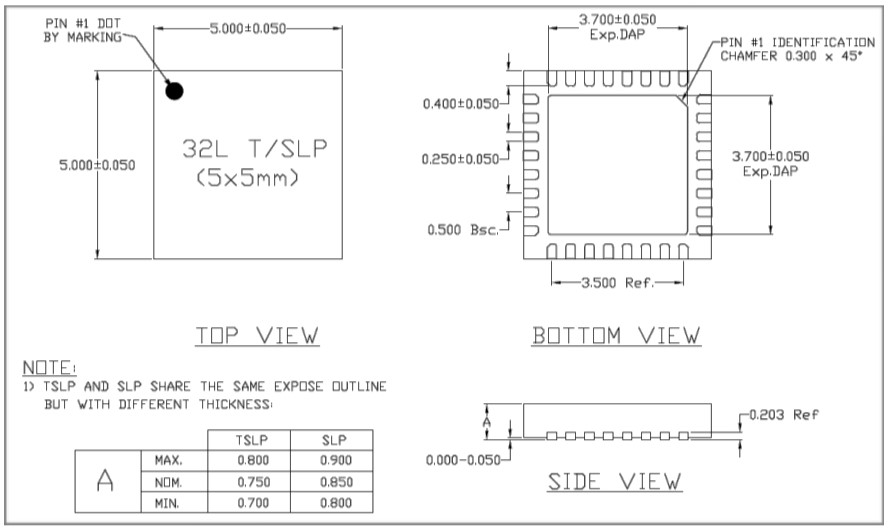 PIN #1 DOT
BY MARKING
5.000±0.050
5.000±0.050
32L T/SLP
(5x5mm)
TOP VIEW
3.700±0.050
Exp.DAP
PIN #1 IDENTIFICATION
CHAMFER 0.300 x 45°
0.400±0.050
0.250±0.050
0.500 Bsc.
3.700±0.050
Exp.DAP
3.500 Ref.
BOTTOM VIEW
NOTE:
1) TSLP AND SLP SHARE THE SAME EXPOSE OUTLINE
BUT WITH DIFFERENT THICKNESS:
TSLP SLP
A
MAX. 0.800 0.900
NOM. 0.750 0.850
MIN. 0.700 0.800
A
0.203 Ref
0.000-0.050
SIDE VIEW